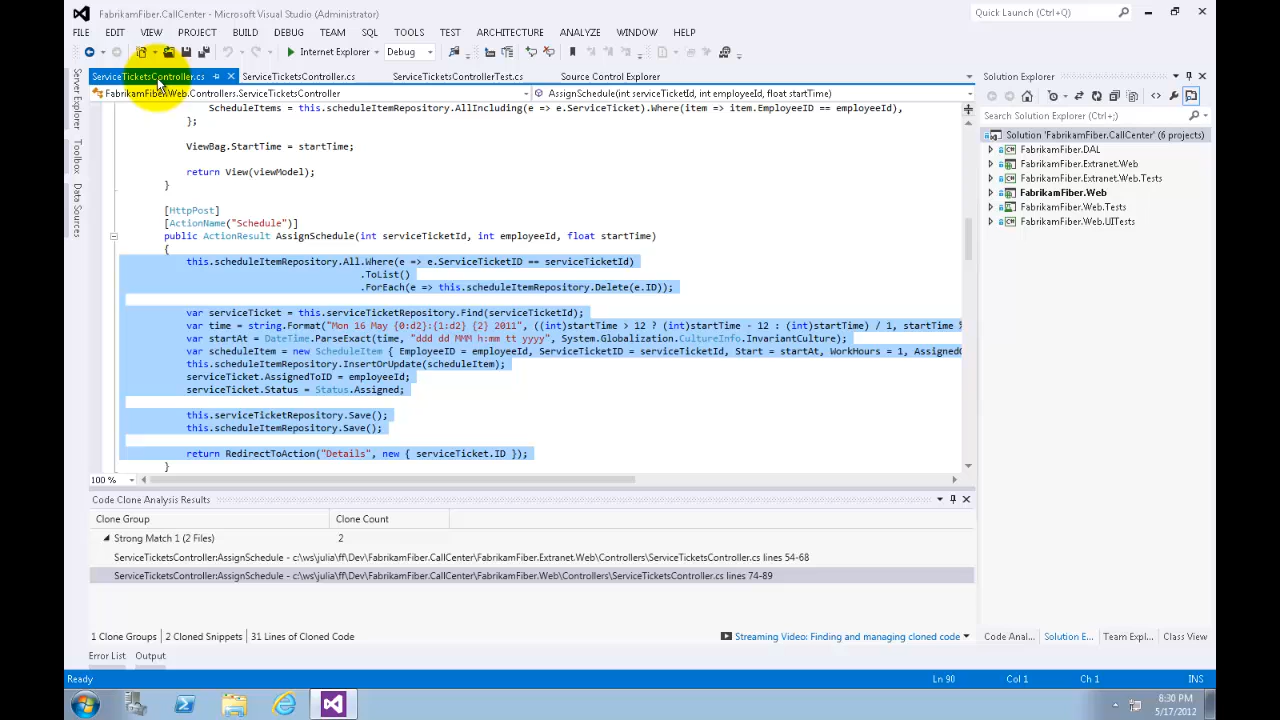 FabrikamFiber.CallCenter - Microsoft Visual Studio (Administrator)
Quick Launch (Ctrl+Q)
FILE EDIT VIEW PROJECT BUILD DEBUG TEAM SQL TOOLS TEST ARCHITECTURE ANALYZE WINDOW HELP
Internet Explorer Debug
ServiceTicketsController.cs ServiceTicketsController.cs ServiceTicketsControllerTest.cs Source Control Explorer
FabrikamFiber.Web.Controllers.ServiceTicketsController AssignSchedule(int serviceTicketId, int employeeId, float startTime)
Server Explorer
Toolbox
Data Sources
ScheduleItems = this.scheduleItemRepository.AllIncluding(e => e.ServiceTicket).Where(item => item.EmployeeID == employeeId),
};
ViewBag.StartTime = startTime;
return View(viewModel);
}
[HttpPost]
[ActionName("Schedule")]
public ActionResult AssignSchedule(int serviceTicketId, int employeeId, float startTime)
{
this.scheduleItemRepository.All.Where(e => e.ServiceTicketID == serviceTicketId)
.ToList()
.ForEach(e => this.scheduleItemRepository.Delete(e.ID));
var serviceTicket = this.serviceTicketRepository.Find(serviceTicketId);
var time = string.Format("Mon 16 May {0:d2}:{1:d2} {2} 2011", ((int)startTime > 12 ? (int)startTime - 12 : (int)startTime) / 1, startTime %
var startAt = DateTime.ParseExact(time, "ddd dd MMM h:mm tt yyyy", System.Globalization.CultureInfo.InvariantCulture);
var scheduleItem = new ScheduleItem { EmployeeID = employeeId, ServiceTicketID = serviceTicketId, Start = startAt, WorkHours = 1, AssignedO
this.scheduleItemRepository.InsertOrUpdate(scheduleItem);
serviceTicket.AssignedToID = employeeId;
serviceTicket.Status = Status.Assigned;
this.serviceTicketRepository.Save();
this.scheduleItemRepository.Save();
return RedirectToAction("Details", new { serviceTicket.ID });
}
100 %
Solution Explorer
Search Solution Explorer (Ctrl+;)
Solution 'FabrikamFiber.CallCenter' (6 projects)
FabrikamFiber.DAL
FabrikamFiber.Extranet.Web
FabrikamFiber.Extranet.Web.Tests
FabrikamFiber.Web
FabrikamFiber.Web.Tests
FabrikamFiber.Web.UITests
Code Clone Analysis Results
Clone Group Clone Count
Strong Match 1 (2 Files) 2
ServiceTicketsController:AssignSchedule - c:\ws\julia\ff\Dev\FabrikamFiber.CallCenter\FabrikamFiber.Extranet.Web\Controllers\ServiceTicketsController.cs lines 54-68
ServiceTicketsController:AssignSchedule - c:\ws\julia\ff\Dev\FabrikamFiber.CallCenter\FabrikamFiber.Web\Controllers\ServiceTicketsController.cs lines 74-89
1 Clone Groups 2 Cloned Snippets 31 Lines of Cloned Code
Streaming Video: Finding and managing cloned code
Code Anal... Solution E... Team Expl... Class View
Error List Output
Ready Ln 90 Col 1 Ch 1 INS
8:30 PM
5/17/2012